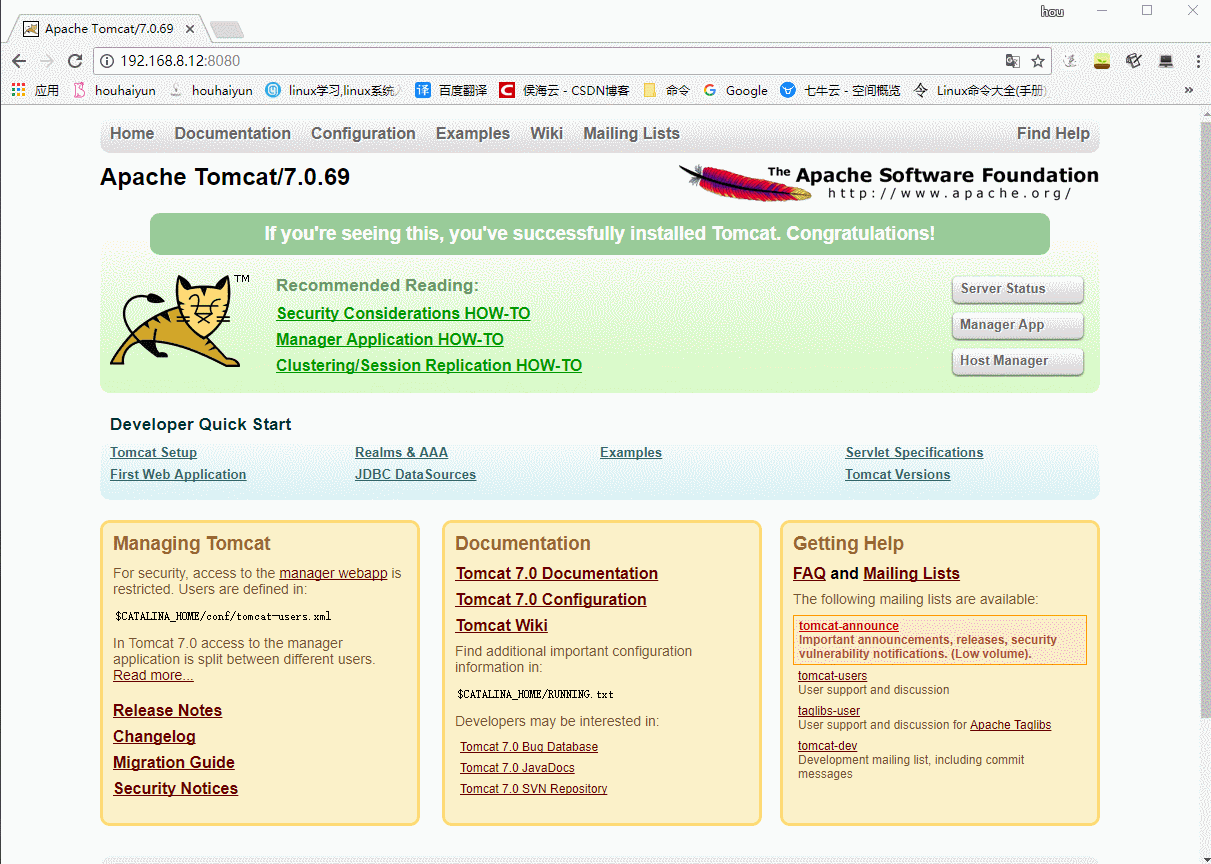 hou
Apache Tomcat/7.0.69
192.168.8.12:8080
应用 houhaiyun houhaiyun linux学习,linux系统 百度翻译 侯海云 - CSDN博客 命令 Google 七牛云 - 空间概览 Linux命令大全(手册) »
Home Documentation Configuration Examples Wiki Mailing Lists Find Help
Apache Tomcat/7.0.69
The Apache Software Foundation
http://www.apache.org/
If you're seeing this, you've successfully installed Tomcat. Congratulations!
TM
Recommended Reading:
Security Considerations HOW-TO
Manager Application HOW-TO
Clustering/Session Replication HOW-TO
Server Status
Manager App
Host Manager
Developer Quick Start
Tomcat Setup
First Web Application
Realms & AAA
JDBC DataSources
Examples
Servlet Specifications
Tomcat Versions
Managing Tomcat
For security, access to the manager webapp is
restricted. Users are defined in:
$CATALINA_HOME/conf/tomcat-users.xml
In Tomcat 7.0 access to the manager
application is split between different users.
Read more...
Release Notes
Changelog
Migration Guide
Security Notices
Documentation
Tomcat 7.0 Documentation
Tomcat 7.0 Configuration
Tomcat Wiki
Find additional important configuration
information in:
$CATALINA_HOME/RUNNING.txt
Developers may be interested in:
Tomcat 7.0 Bug Database
Tomcat 7.0 JavaDocs
Tomcat 7.0 SVN Repository
Getting Help
FAQ and Mailing Lists
The following mailing lists are available:
tomcat-announce
Important announcements, releases, security
vulnerability notifications. (Low volume).
tomcat-users
User support and discussion
taglibs-user
User support and discussion for Apache Taglibs
tomcat-dev
Development mailing list, including commit
messages